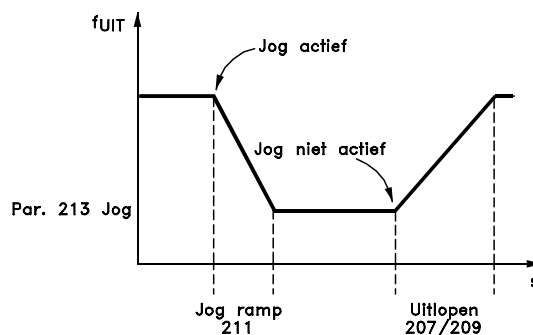 fUIT
Jog actief
Jog niet actief
Par. 213 Jog
s
Jog ramp
211
Uitlopen
207/209